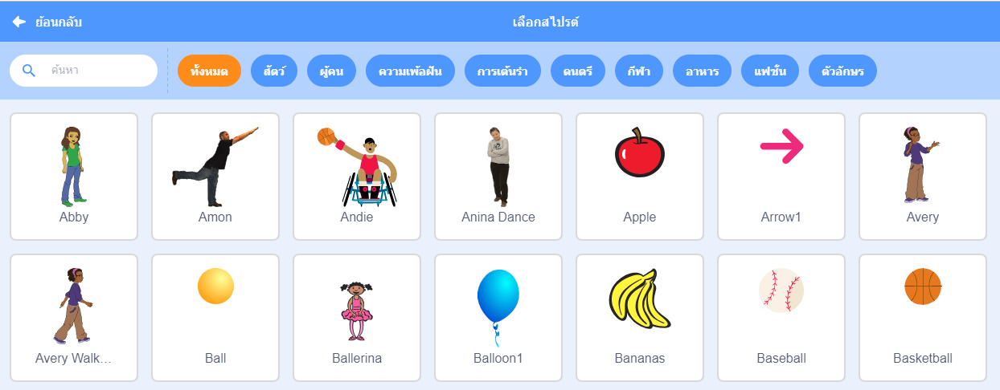 ย้อนกลับ
เลือกสไปรต์
ค้นหา
ทั้งหมด
สัตว์
ผู้คน
ความเพ้อฝัน
การเต้นรำ
ดนตรี
กีฬา
อาหาร
แฟชั่น
ตัวอักษร
Abby
Amon
Andie
Anina Dance
Apple
Arrow1
Avery
Avery Walk...
Ball
Ballerina
Balloon1
Bananas
Baseball
Basketball